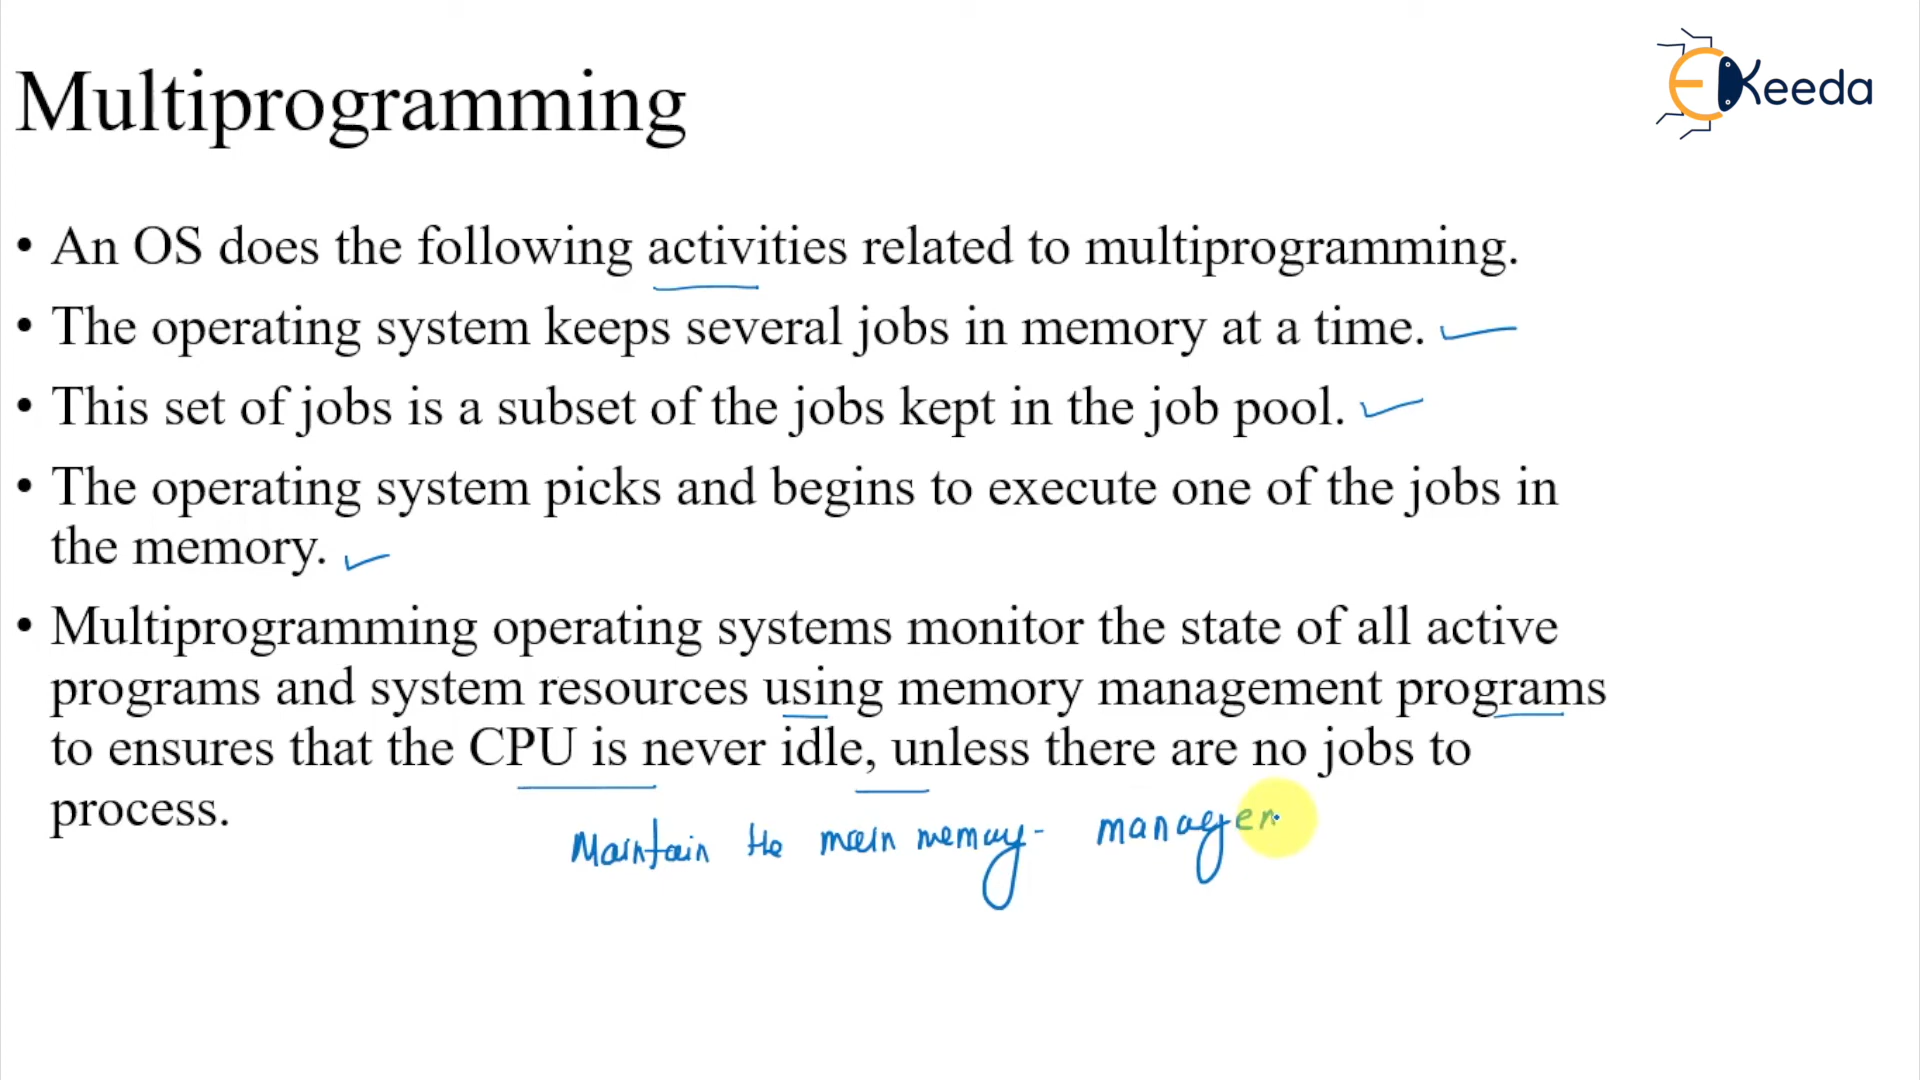 EKeeda
Multiprogramming
• An OS does the following activities related to multiprogramming.
• The operating system keeps several jobs in memory at a time.
• This set of jobs is a subset of the jobs kept in the job pool.
• The operating system picks and begins to execute one of the jobs in
the memory.
• Multiprogramming operating systems monitor the state of all active
programs and system resources using memory management programs
to ensures that the CPU is never idle, unless there are no jobs to
process.
Maintain the main memory - managem